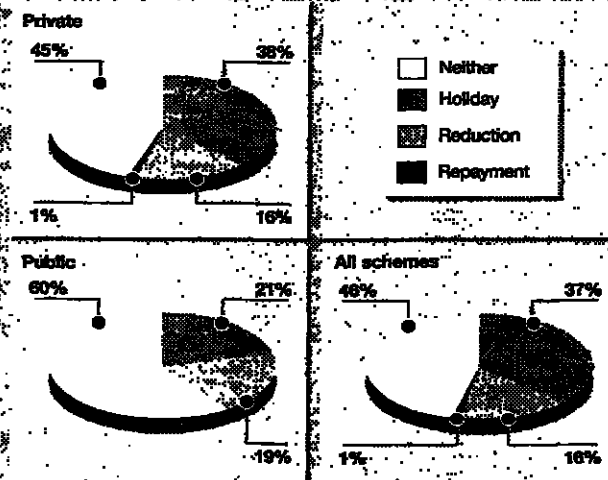 Private
45%
38%
1%
16%
Neither
Holiday
Reduction
Repayment
Public
60%
21%
19%
All schemes
46%
37%
1%
16%